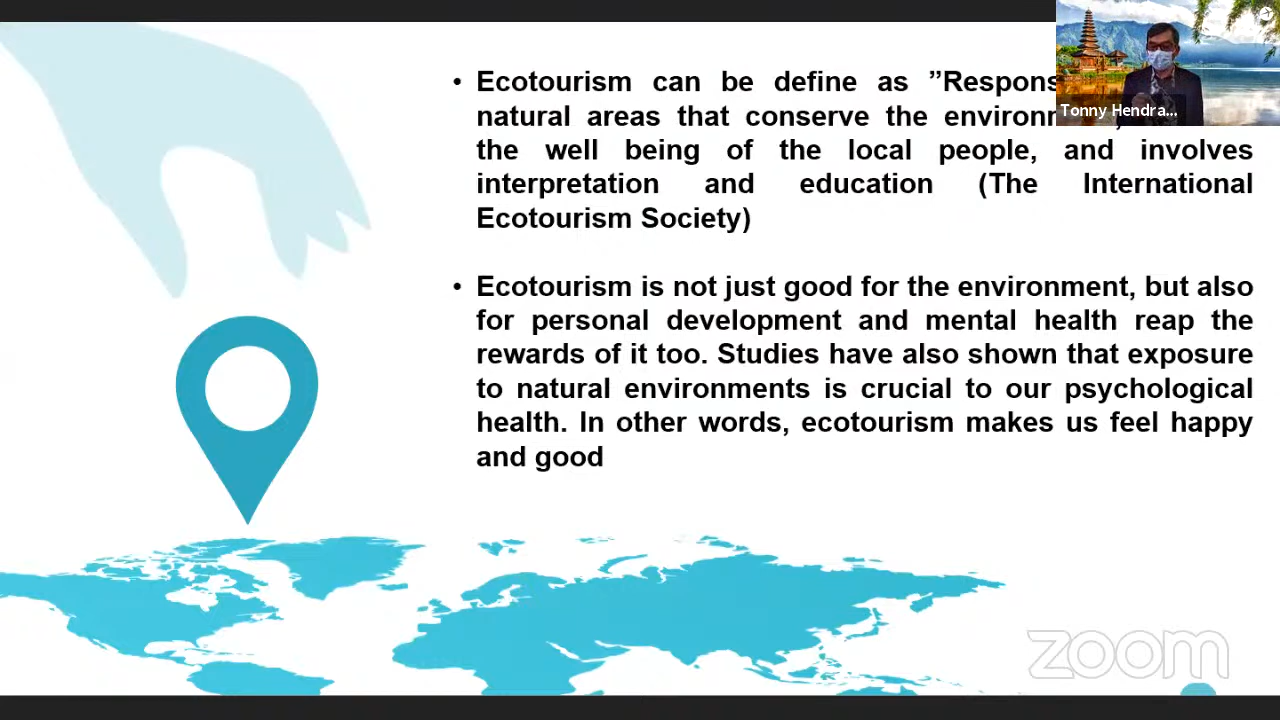 • Ecotourism can be define as ”Respons
natural areas that conserve the environm
the well being of the local people, and involves
interpretation and education (The International
Ecotourism Society)
• Ecotourism is not just good for the environment, but also
for personal development and mental health reap the
rewards of it too. Studies have also shown that exposure
to natural environments is crucial to our psychological
health. In other words, ecotourism makes us feel happy
and good
Tonny Hendra...
zoom